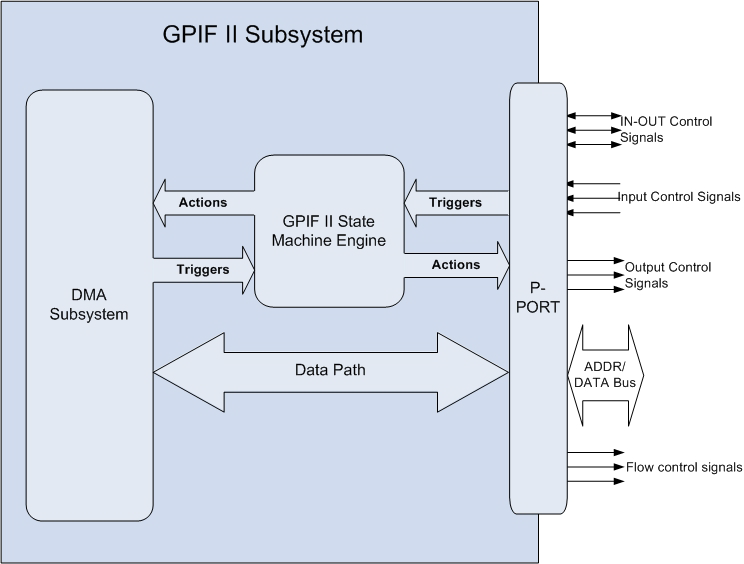 GPIF II Subsystem
IN-OUT Control
Signals
Actions
Triggers
Input Control Signals
GPIF II State
Machine Engine
Triggers
Actions
Output Control
Signals
DMA
Subsystem
P-
PORT
Data Path
ADDR/
DATA Bus
Flow control signals